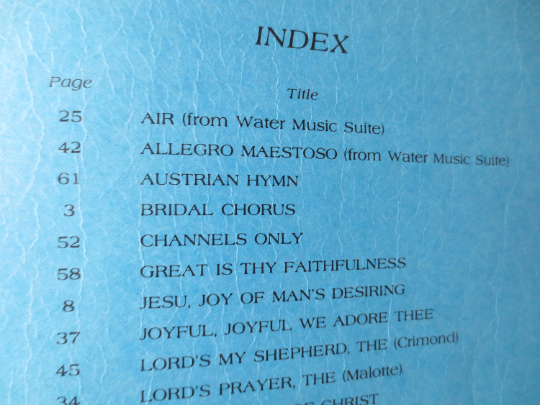 INDEX
Page Title
25 AIR (from Water Music Suite)
42 ALLEGRO MAESTOSO (from Water Music Suite)
61 AUSTRIAN HYMN
3 BRIDAL CHORUS
52 CHANNELS ONLY
58 GREAT IS THY FAITHFULNESS
8 JESU, JOY OF MAN'S DESIRING
37 JOYFUL, JOYFUL WE ADORE THEE
45 LORD'S MY SHEPHERD, THE (Crimond)
34 LORD'S PRAYER, THE (Malotte)
CHRIST